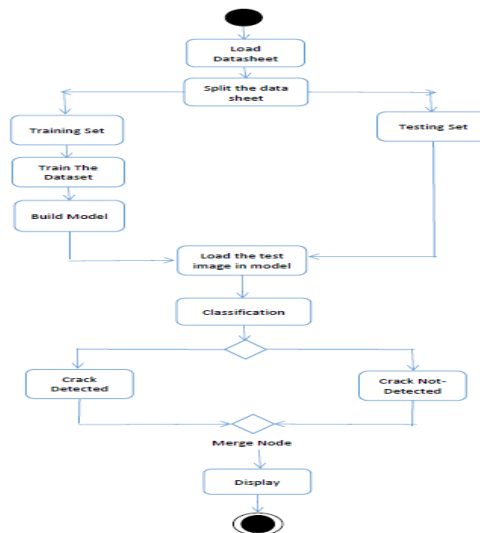 Load
Datasheet
Split the data
sheet
Training Set
Testing Set
Train The
Dataset
Build Model
Load the test
image in model
Classification
Crack
Detected
Crack Not-
Detected
Merge Node
Display